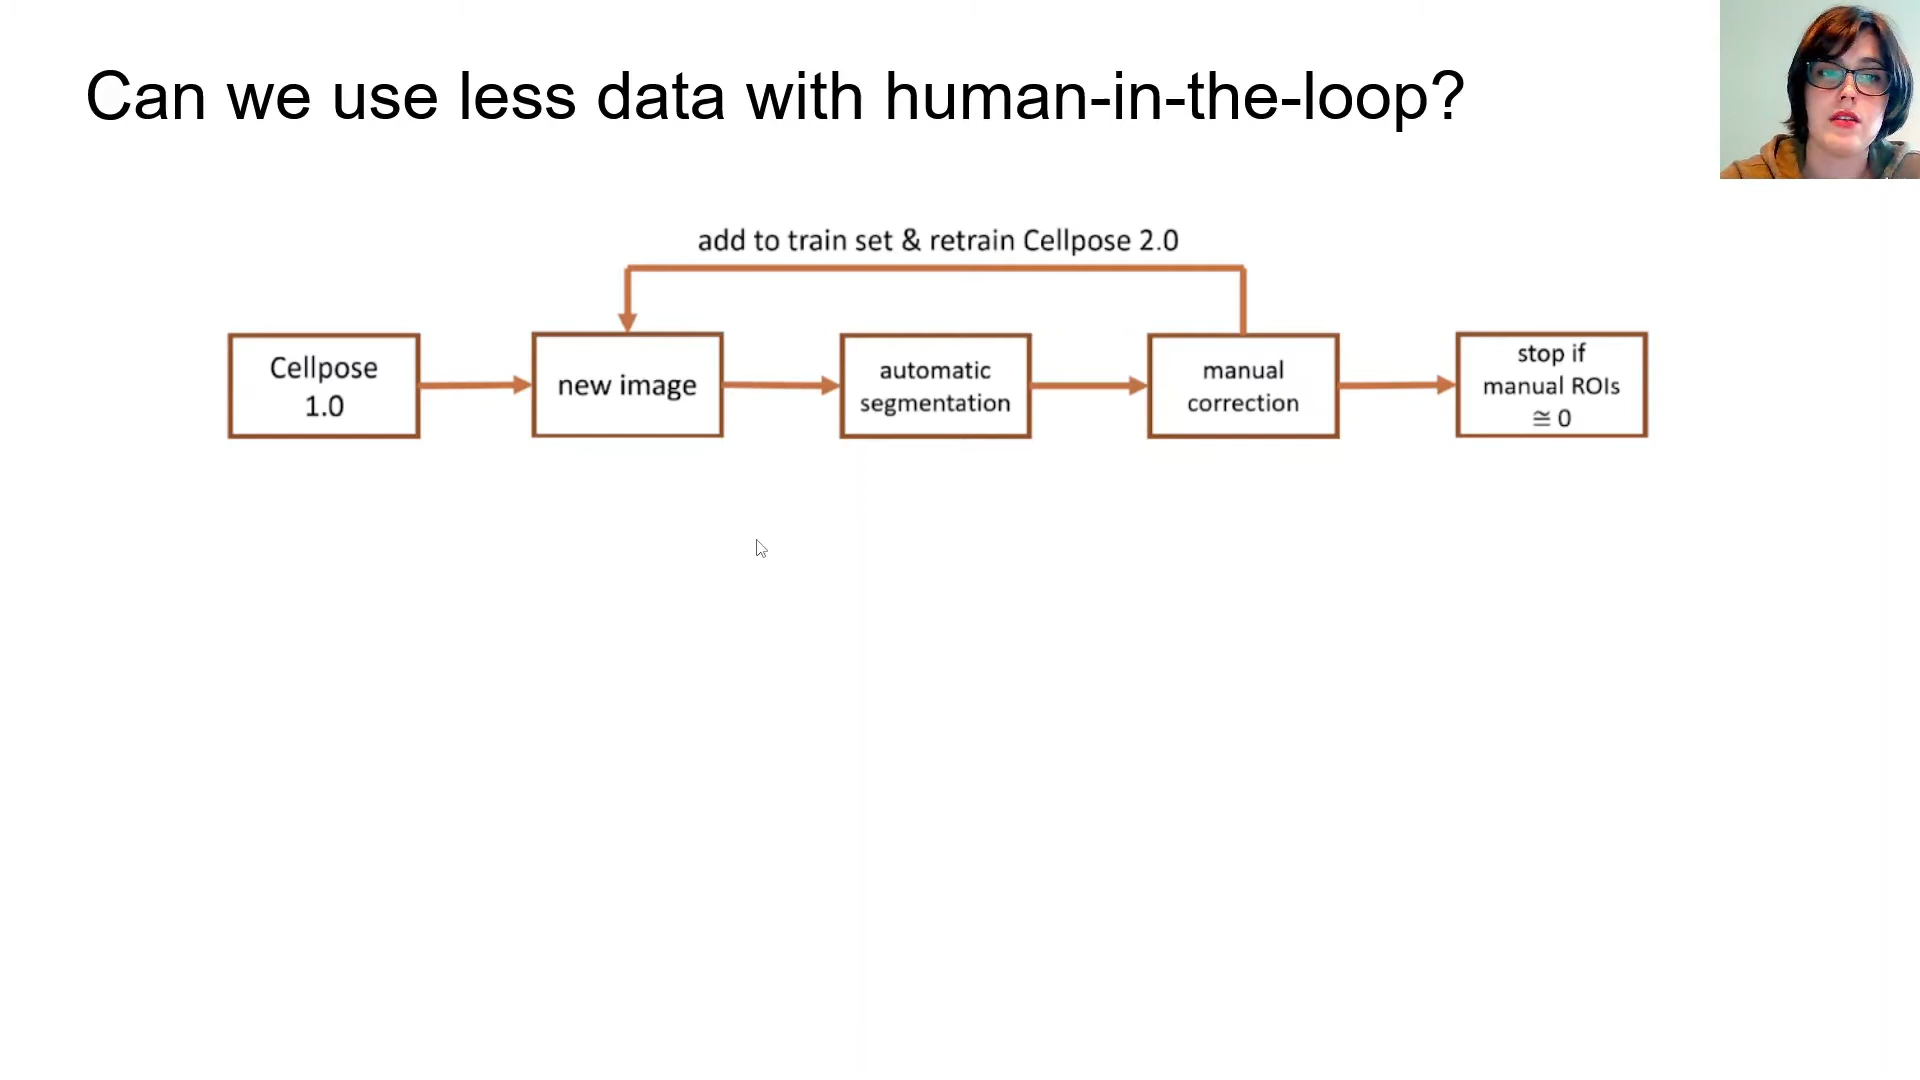 Can we use less data with human-in-the-loop?
add to train set & retrain Cellpose 2.0
Cellpose
1.0
new image
automatic
segmentation
manual
correction
stop if
manual ROIs
≅ 0